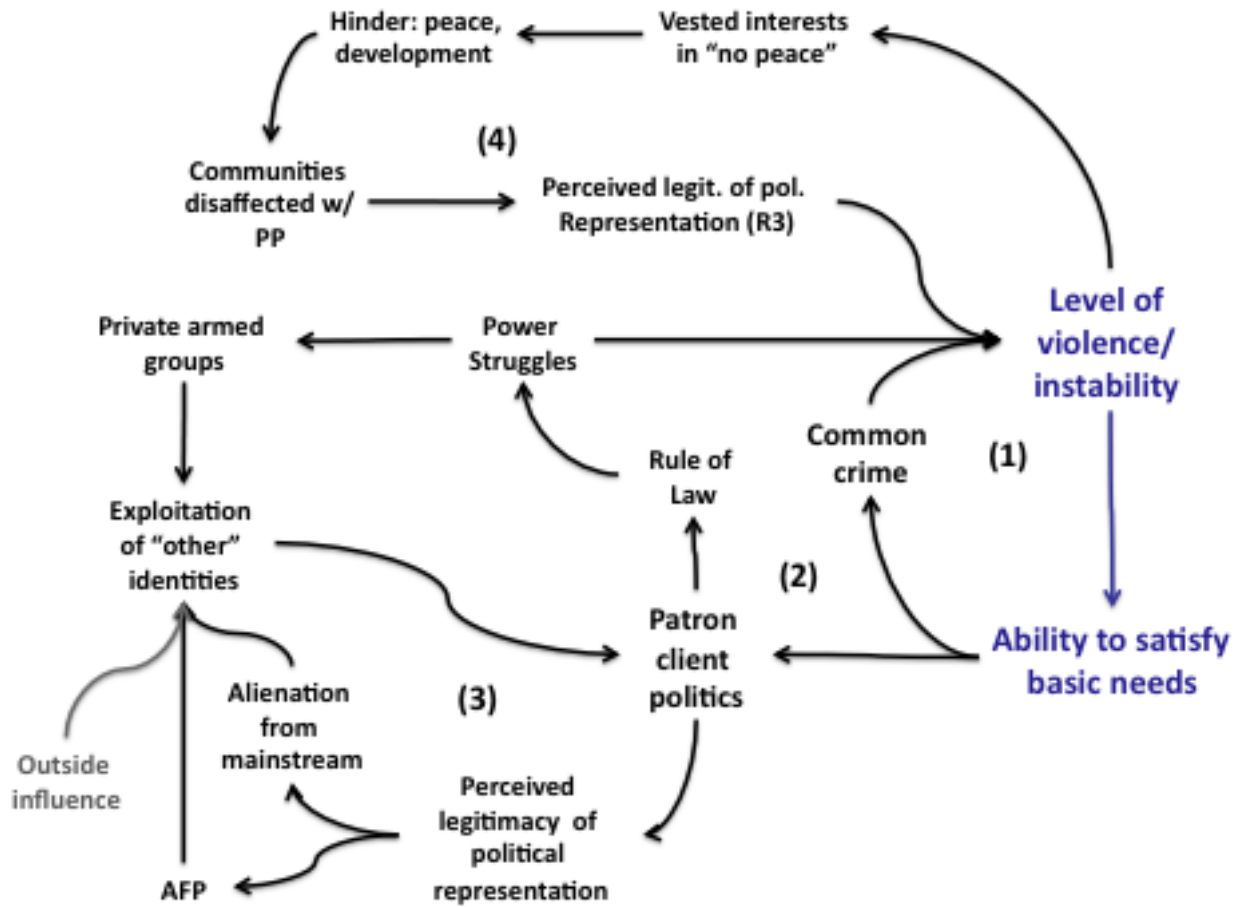 Hinder: peace,
development
Vested interests
in “no peace”
(4)
Communities
disaffected w/
PP
Perceived legit. of pol.
Representation (R3)
Level of
violence/
instability
Private armed
groups
Power
Struggles
Common
crime
(1)
Rule of
Law
Exploitation
of “other”
identities
(2)
Patron
client
politics
Ability to satisfy
basic needs
Alienation
from
mainstream
(3)
Outside
influence
Perceived
legitimacy of
political
representation
AFP